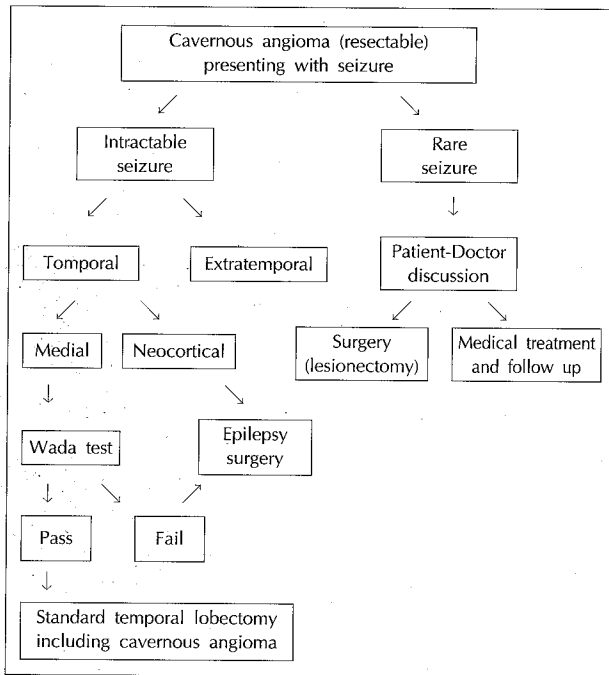 Cavernous angioma (resectable)
presenting with seizure
Intractable
seizure
Rare
seizure
Tomporal
Extratemporal
Patient-Doctor
discussion
Medial
Neocortical
Surgery
(lesionectomy)
Medical treatment
and follow up
Wada test
Epilepsy
surgery
Pass
Fail
Standard temporal lobectomy
including cavernous angioma